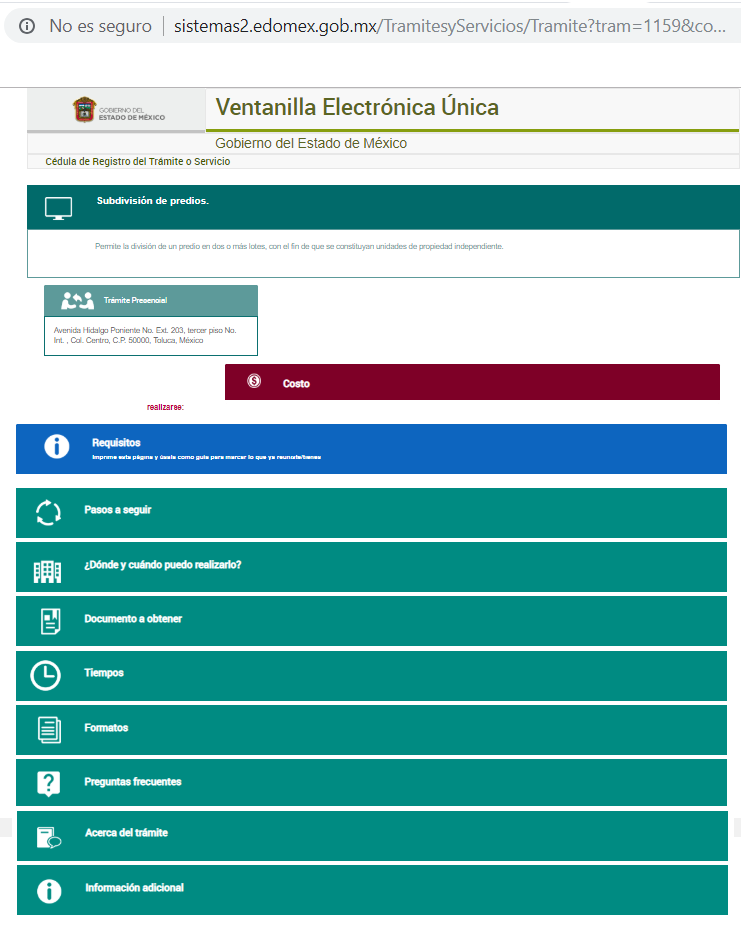 No es seguro | sistemas2.edomex.gob.mx/TramitesyServicios/Tramite?tram=1159&co...
GOBIERNO DEL
ESTADO DE MÉXICO
Ventanilla Electrónica Única
Gobierno del Estado de México
Cédula de Registro del Trámite o Servicio
Subdivisión de predios.
Permite la división de un predio en dos o más lotes, con el fin de que se constituyan unidades de propiedad independiente.
Trámite Presencial
Avenida Hidalgo Poniente No. Ext. 203, tercer piso No.
Int. , Col. Centro, C.P. 50000, Toluca, México
Costo
realizarse:
Requisitos
Imprime esta página y úsala como guía para marcar lo que ya reuniste/tienes
Pasos a seguir
¿Dónde y cuándo puedo realizarlo?
Documento a obtener
Tiempos
Formatos
Preguntas frecuentes
Acerca del trámite
Información adicional